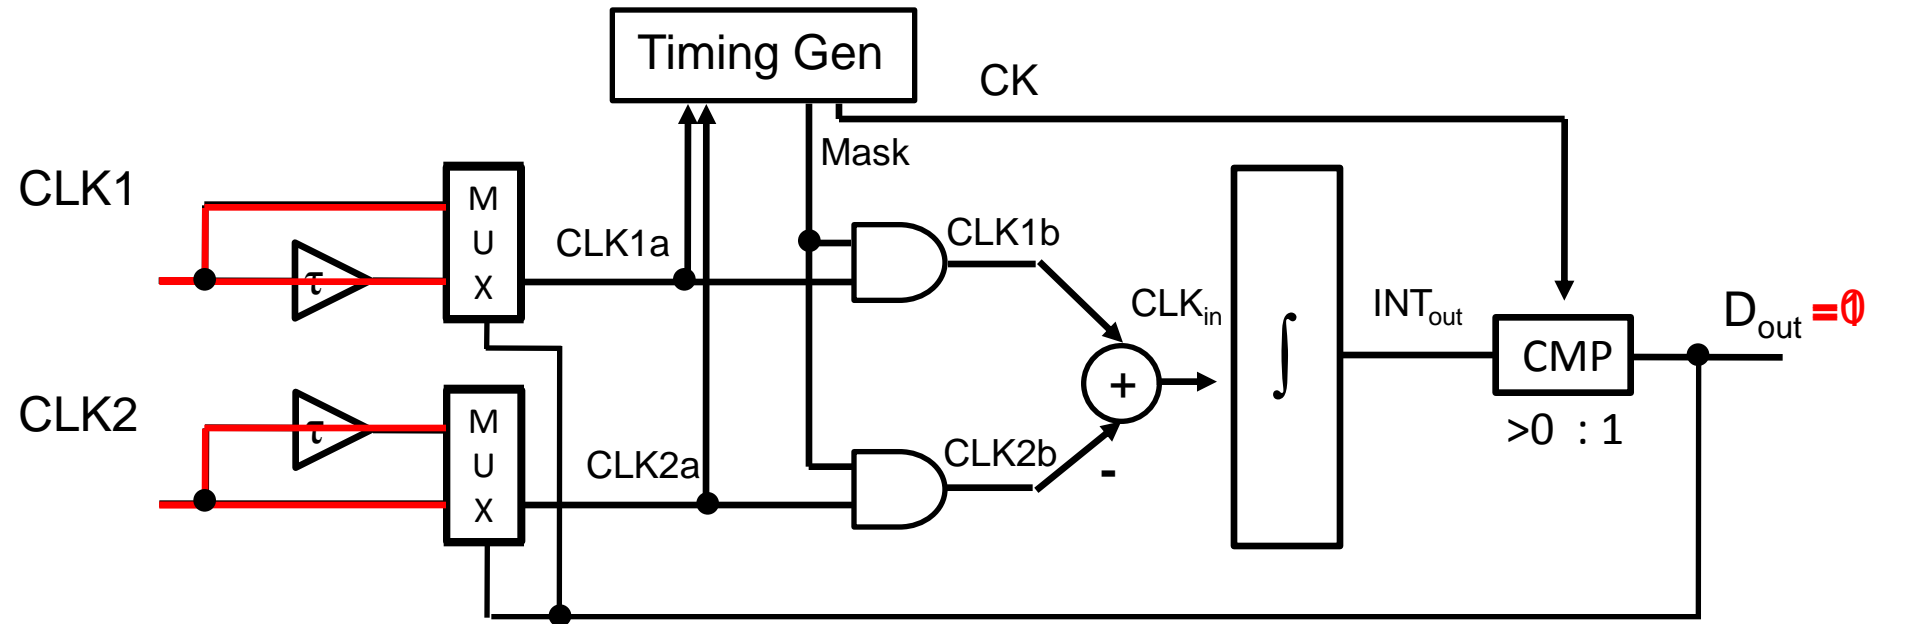 Timing Gen
CK
Mask
CLK1
M
U
X
τ
CLK1a
CLK1b
CLKin
INTout
∫
CMP
Dout
>0 : 1
+
-
CLK2
τ
M
U
X
CLK2a
CLK2b